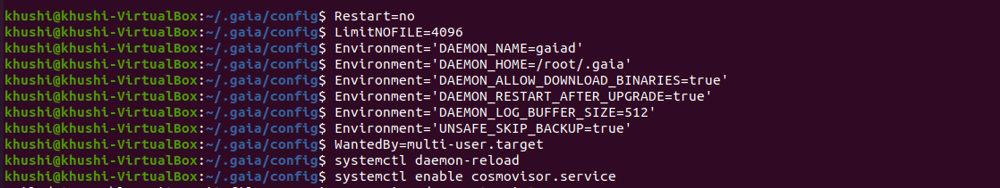 khushi@khushi-VirtualBox:~/.gaia/config$ Restart=no
khushi@khushi-VirtualBox:~/.gaia/config$ LimitNOFILE=4096
khushi@khushi-VirtualBox:~/.gaia/config$ Environment='DAEMON_NAME=gaiad'
khushi@khushi-VirtualBox:~/.gaia/config$ Environment='DAEMON_HOME=/root/.gaia'
khushi@khushi-VirtualBox:~/.gaia/config$ Environment='DAEMON_ALLOW_DOWNLOAD_BINARIES=true'
khushi@khushi-VirtualBox:~/.gaia/config$ Environment='DAEMON_RESTART_AFTER_UPGRADE=true'
khushi@khushi-VirtualBox:~/.gaia/config$ Environment='DAEMON_LOG_BUFFER_SIZE=512'
khushi@khushi-VirtualBox:~/.gaia/config$ Environment='UNSAFE_SKIP_BACKUP=true'
khushi@khushi-VirtualBox:~/.gaia/config$ WantedBy=multi-user.target
khushi@khushi-VirtualBox:~/.gaia/config$ systemctl daemon-reload
khushi@khushi-VirtualBox:~/.gaia/config$ systemctl enable cosmovisor.service